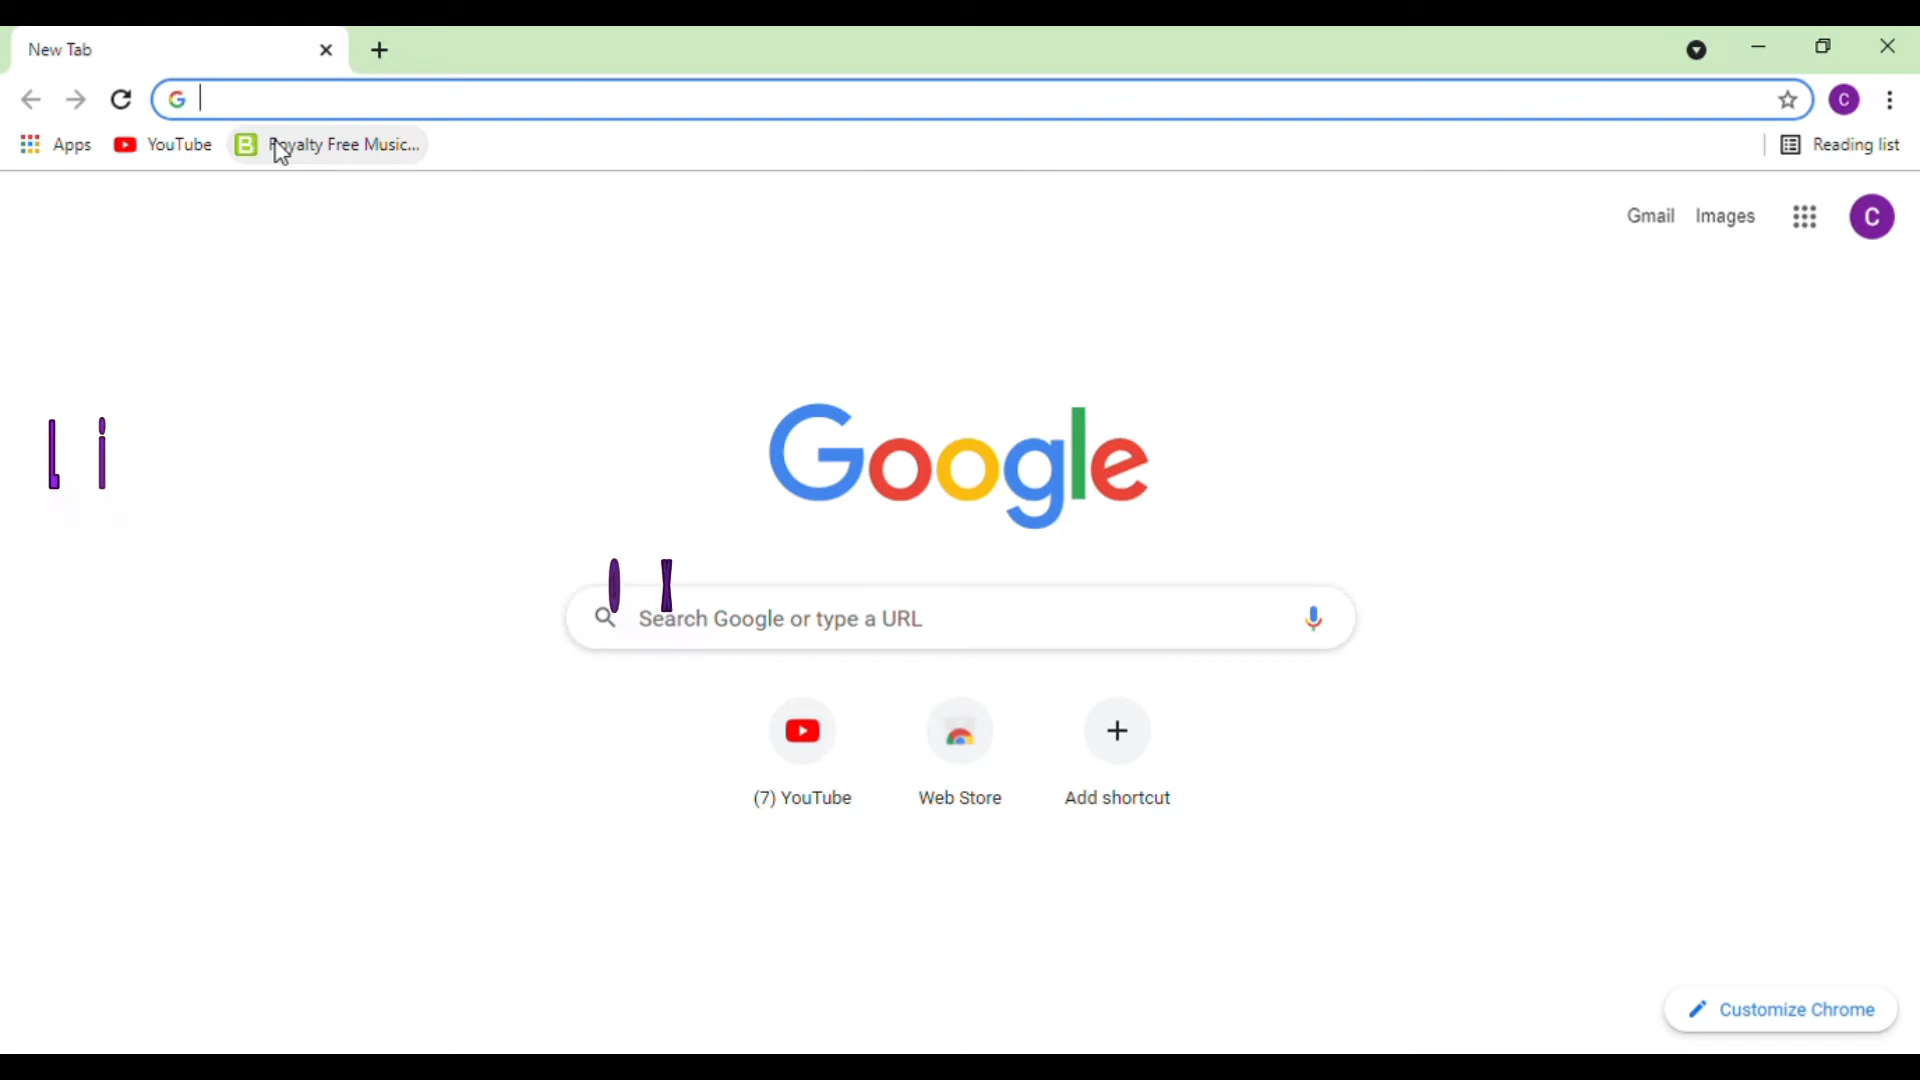 New Tab
Apps YouTube Royalty Free Music... Reading list
Gmail Images C
Google
Search Google or type a URL
(7) YouTube Web Store Add shortcut
Customize Chrome